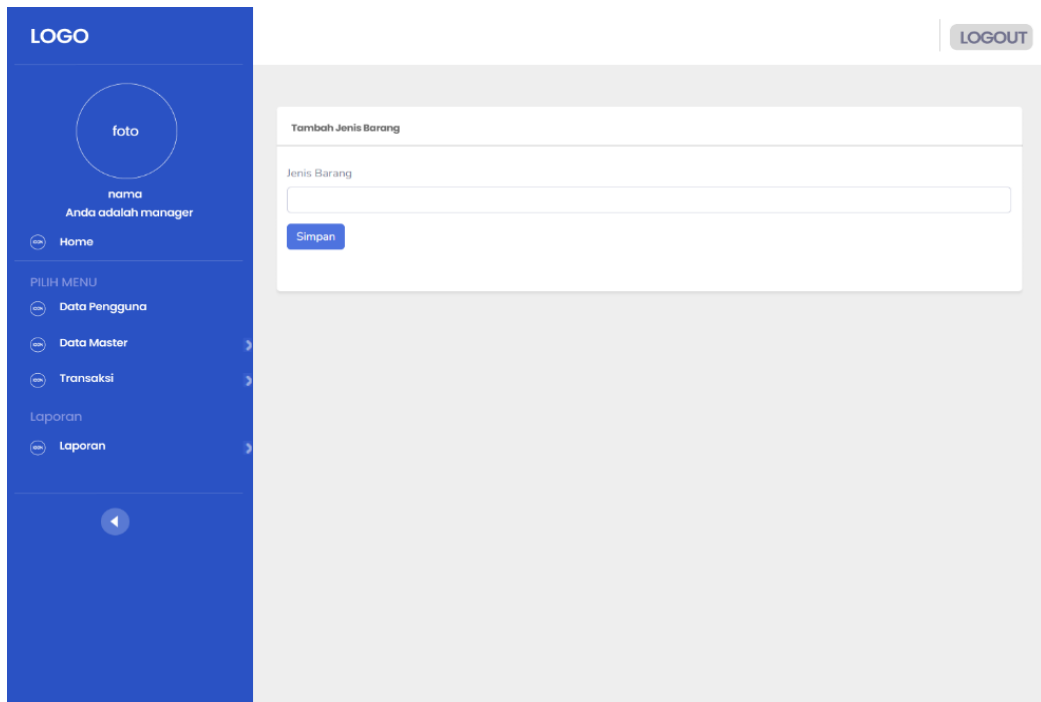 LOGO
LOGOUT
foto
nama
Anda adalah manager
Home
PILIH MENU
Data Pengguna
Data Master
Transaksi
Laporan
Laporan
Tambah Jenis Barang
Jenis Barang
Simpan